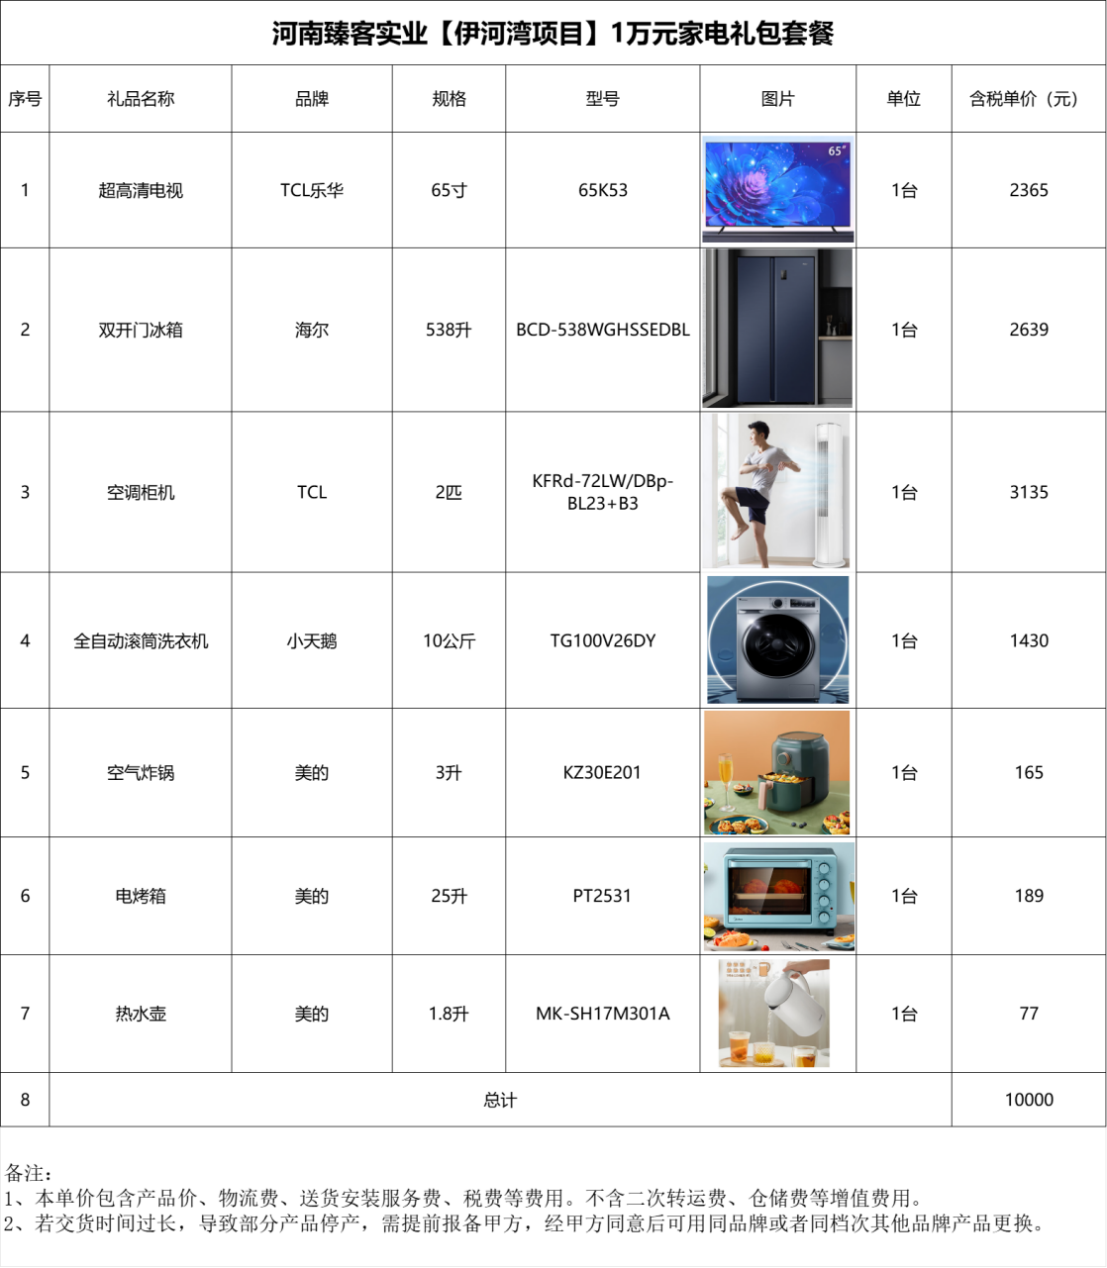 河南臻客实业【伊河湾项目】1万元家电礼包套餐
序号 礼品名称 品牌 规格 型号 图片 单位 含税单价（元）
65"
1 超高清电视 TCL乐华 65寸 65K53 1台 2365
2 双开门冰箱 海尔 538升 BCD-538WGHSSEDBL 1台 2639
3 空调柜机 TCL 2匹 KFRd-72LW/DBp-
BL23+B3 1台 3135
4 全自动滚筒洗衣机 小天鹅 10公斤 TG100V26DY 1台 1430
5 空气炸锅 美的 3升 KZ30E201 1台 165
6 电烤箱 美的 25升 PT2531 1台 189
7 热水壶 美的 1.8升 MK-SH17M301A 1台 77
8 总计 10000
备注：
1、本单价包含产品价、物流费、送货安装服务费、税费等费用。不含二次转运费、仓储费等增值费用。
2、若交货时间过长，导致部分产品停产，需提前报备甲方，经甲方同意后可用同品牌或者同档次其他品牌产品更换。